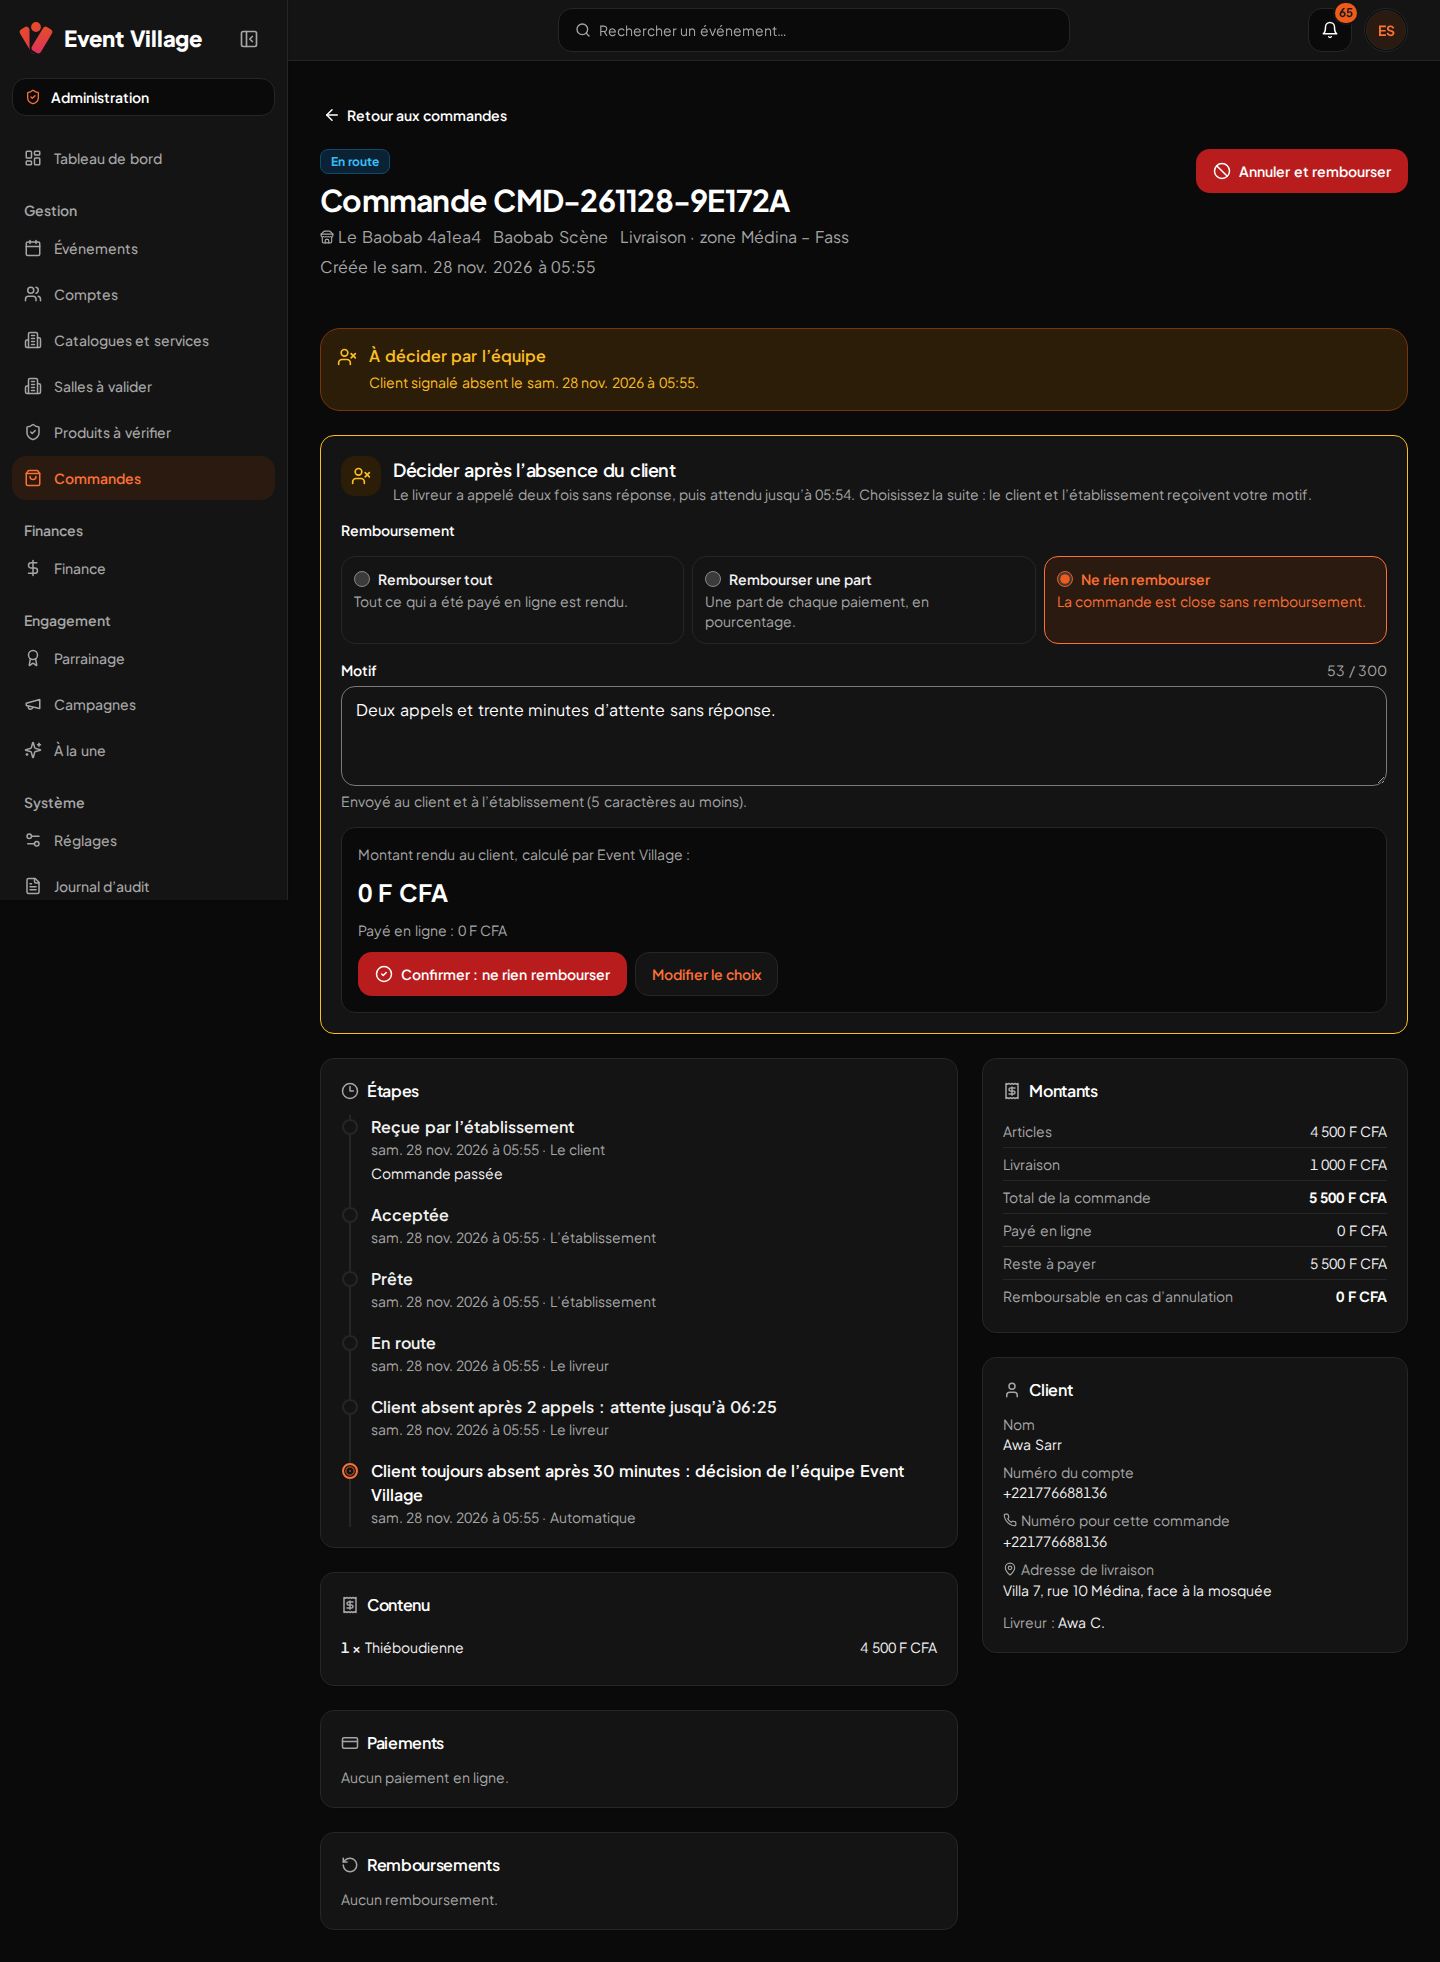 Event Village
Rechercher un événement…
65
ES
Administration
Tableau de bord
Gestion
Événements
Comptes
Catalogues et services
Salles à valider
Produits à vérifier
Commandes
Finances
Finance
Engagement
Parrainage
Campagnes
À la une
Système
Réglages
Journal d’audit
Retour aux commandes
En route
Annuler et rembourser
Commande CMD-261128-9E172A
Le Baobab 4a1ea4 Baobab Scène Livraison · zone Médina – Fass
Créée le sam. 28 nov. 2026 à 05:55
À décider par l’équipe
Client signalé absent le sam. 28 nov. 2026 à 05:55.
Décider après l’absence du client
Le livreur a appelé deux fois sans réponse, puis attendu jusqu’à 05:54. Choisissez la suite : le client et l’établissement reçoivent votre motif.
Remboursement
Rembourser tout
Tout ce qui a été payé en ligne est rendu.
Rembourser une part
Une part de chaque paiement, en
pourcentage.
Ne rien rembourser
La commande est close sans remboursement.
Motif
53 / 300
Deux appels et trente minutes d’attente sans réponse.
Envoyé au client et à l’établissement (5 caractères au moins).
Montant rendu au client, calculé par Event Village :
0 F CFA
Payé en ligne : 0 F CFA
Confirmer : ne rien rembourser
Modifier le choix
Étapes
Reçue par l’établissement
sam. 28 nov. 2026 à 05:55 · Le client
Commande passée
Acceptée
sam. 28 nov. 2026 à 05:55 · L’établissement
Prête
sam. 28 nov. 2026 à 05:55 · L’établissement
En route
sam. 28 nov. 2026 à 05:55 · Le livreur
Client absent après 2 appels : attente jusqu’à 06:25
sam. 28 nov. 2026 à 05:55 · Le livreur
Client toujours absent après 30 minutes : décision de l’équipe Event
Village
sam. 28 nov. 2026 à 05:55 · Automatique
Contenu
1 × Thiéboudienne 4 500 F CFA
Paiements
Aucun paiement en ligne.
Remboursements
Aucun remboursement.
Montants
Articles 4 500 F CFA
Livraison 1 000 F CFA
Total de la commande 5 500 F CFA
Payé en ligne 0 F CFA
Reste à payer 5 500 F CFA
Remboursable en cas d’annulation 0 F CFA
Client
Nom
Awa Sarr
Numéro du compte
+221776688136
Numéro pour cette commande
+221776688136
Adresse de livraison
Villa 7, rue 10 Médina, face à la mosquée
Livreur : Awa C.